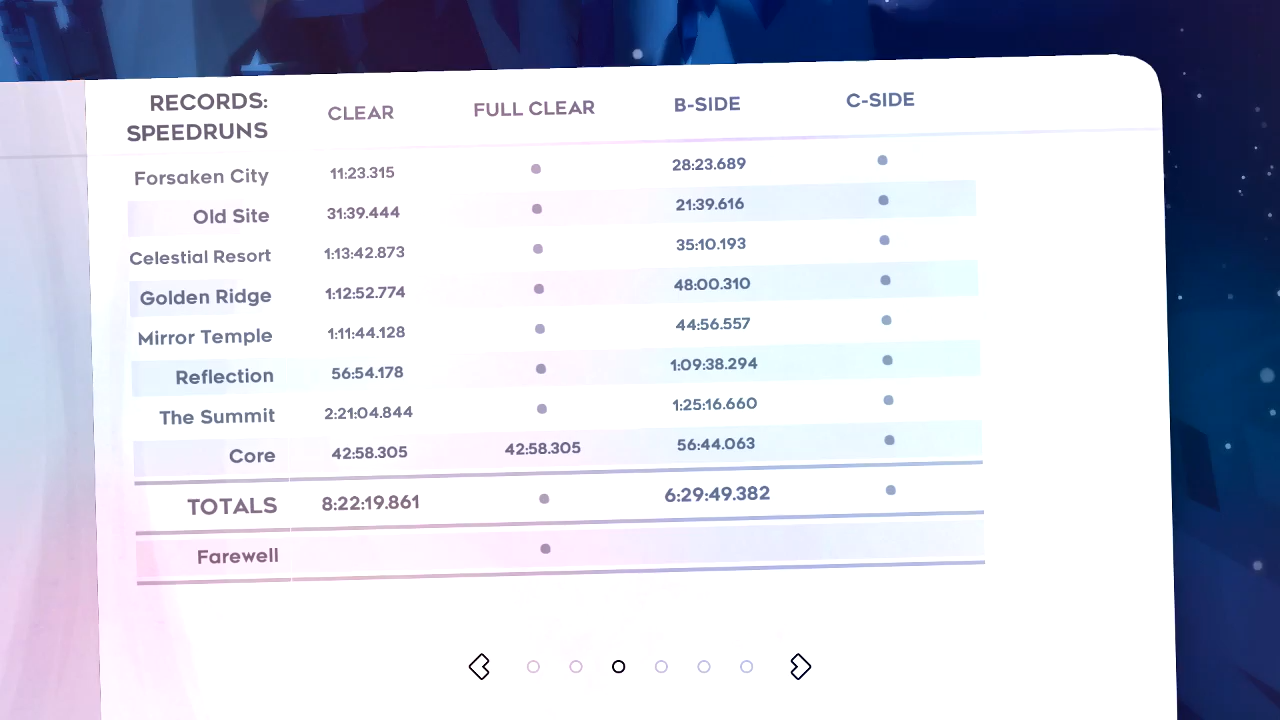 RECORDS:
SPEEDRUNS
CLEAR FULL CLEAR B-SIDE C-SIDE
Forsaken City 11:23.315 28:23.689
Old Site 31:39.444 21:39.616
Celestial Resort 1:13:42.873 35:10.193
Golden Ridge 1:12:52.774 48:00.310
Mirror Temple 1:11:44.128 44:56.557
Reflection 56:54.178 1:09:38.294
The Summit 2:21:04.844 1:25:16.660
Core 42:58.305 42:58.305 56:44.063
TOTALS 8:22:19.861 6:29:49.382
Farewell